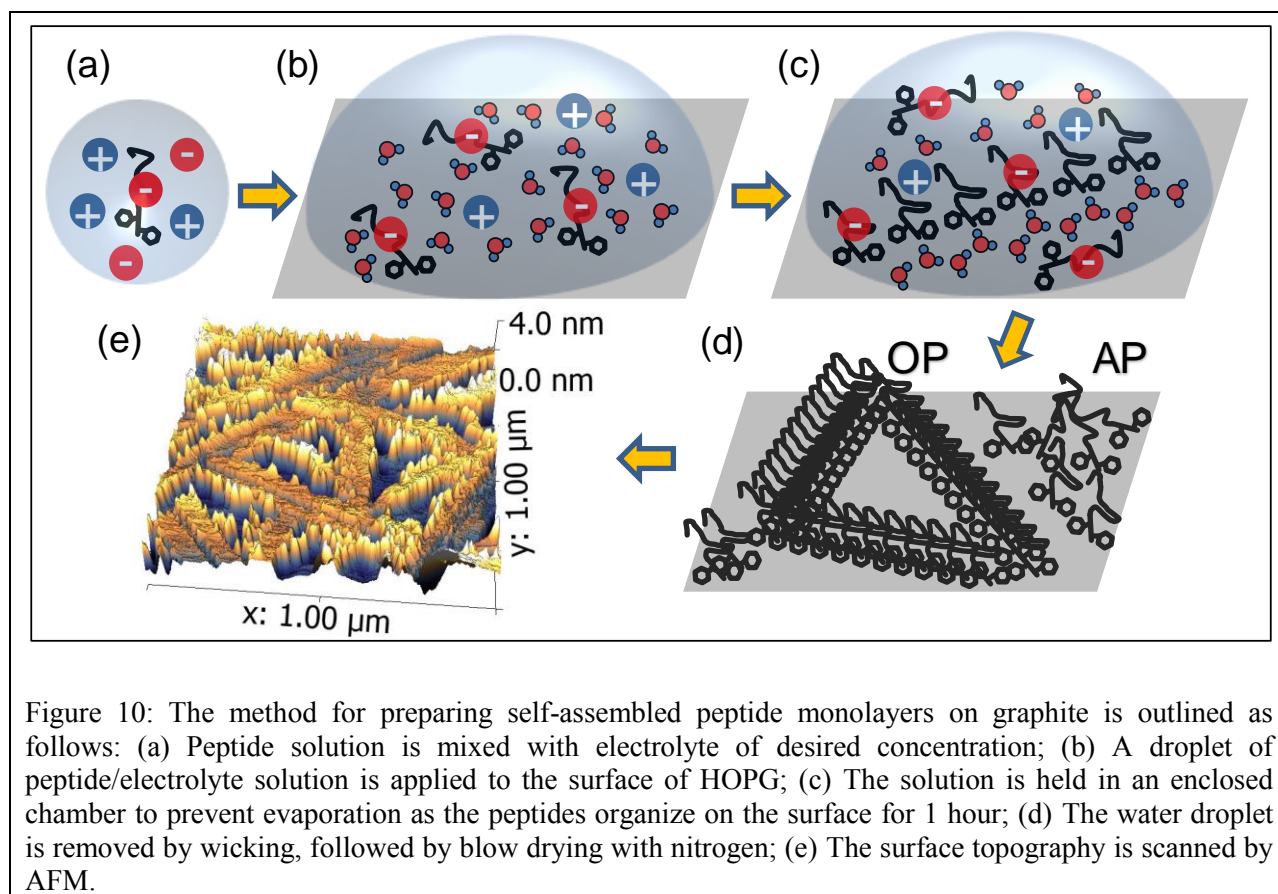 (a)
(b)
(c)
+
-
+
-
+
+
-
-
+
+
+
-
-
-
+
+
-
-
-
(e)
4.0 nm
0.0 nm
y: 1.00 µm
x: 1.00 µm
(d)
OP
AP
Figure 10: The method for preparing self-assembled peptide monolayers on graphite is outlined as
follows: (a) Peptide solution is mixed with electrolyte of desired concentration; (b) A droplet of
peptide/electrolyte solution is applied to the surface of HOPG; (c) The solution is held in an enclosed
chamber to prevent evaporation as the peptides organize on the surface for 1 hour; (d) The water droplet
is removed by wicking, followed by blow drying with nitrogen; (e) The surface topography is scanned by
AFM.